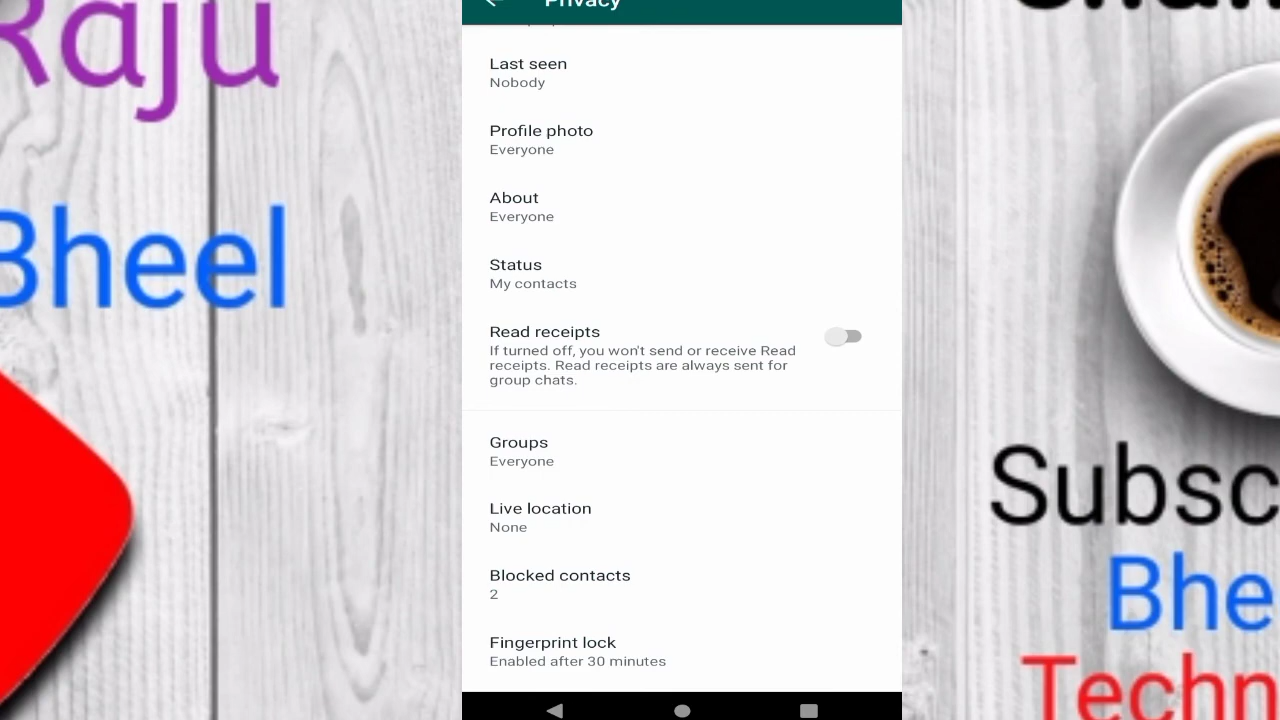 Raju
Bheel
Privacy
Last seen
Nobody
Profile photo
Everyone
About
Everyone
Status
My contacts
Read receipts
If turned off, you won't send or receive Read
receipts. Read receipts are always sent for
group chats.
Groups
Everyone
Live location
None
Blocked contacts
2
Fingerprint lock
Enabled after 30 minutes
Subsc
Bhe
Techn